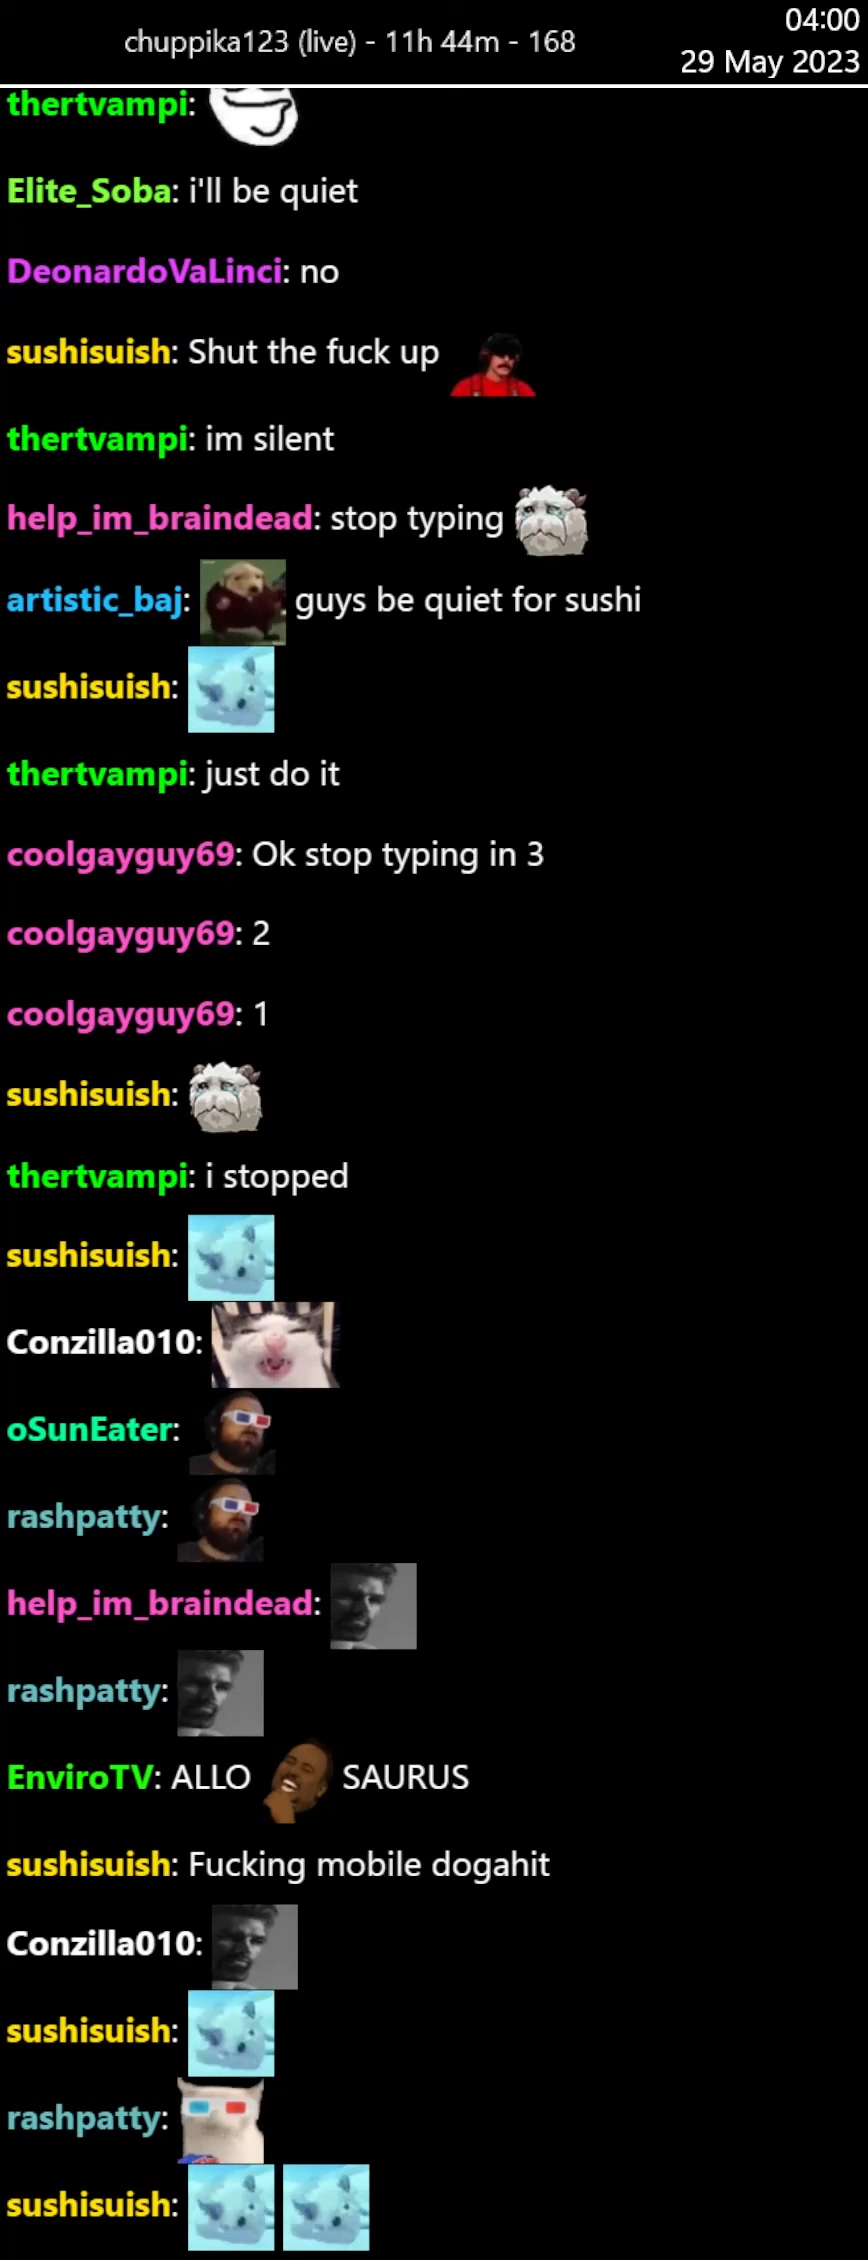 04:00
chuppika123 (live) - 11h 44m - 168
29 May 2023
thertvampi:
Elite_Soba: i'll be quiet
DeonardoVaLinci: no
sushisuish: Shut the fuck up
thertvampi: im silent
help_im_braindead: stop typing
artistic_baj: guys be quiet for sushi
sushisuish:
thertvampi: just do it
coolgayguy69: Ok stop typing in 3
coolgayguy69: 2
coolgayguy69: 1
sushisuish:
thertvampi: i stopped
sushisuish:
Conzilla010:
oSunEater:
rashpatty:
help_im_braindead:
rashpatty:
EnviroTV: ALLO SAURUS
sushisuish: Fucking mobile dogahit
Conzilla010:
sushisuish:
rashpatty:
sushisuish: